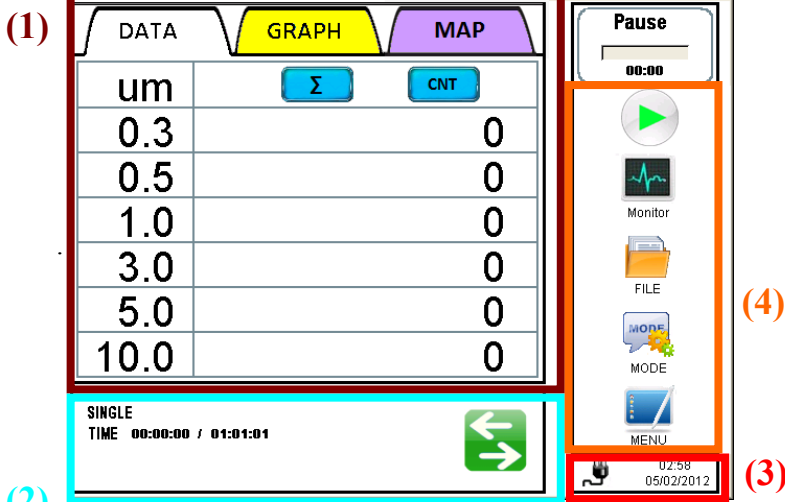 (1)
DATA GRAPH MAP
um Σ CNT
0.3 0
0.5 0
1.0 0
3.0 0
5.0 0
10.0 0
SINGLE
TIME 00:00:00 / 01:01:01
(2)
Pause
00:00
Monitor
FILE
MODE
MODE
MENU
(4)
02:58
05/02/2012
(3)